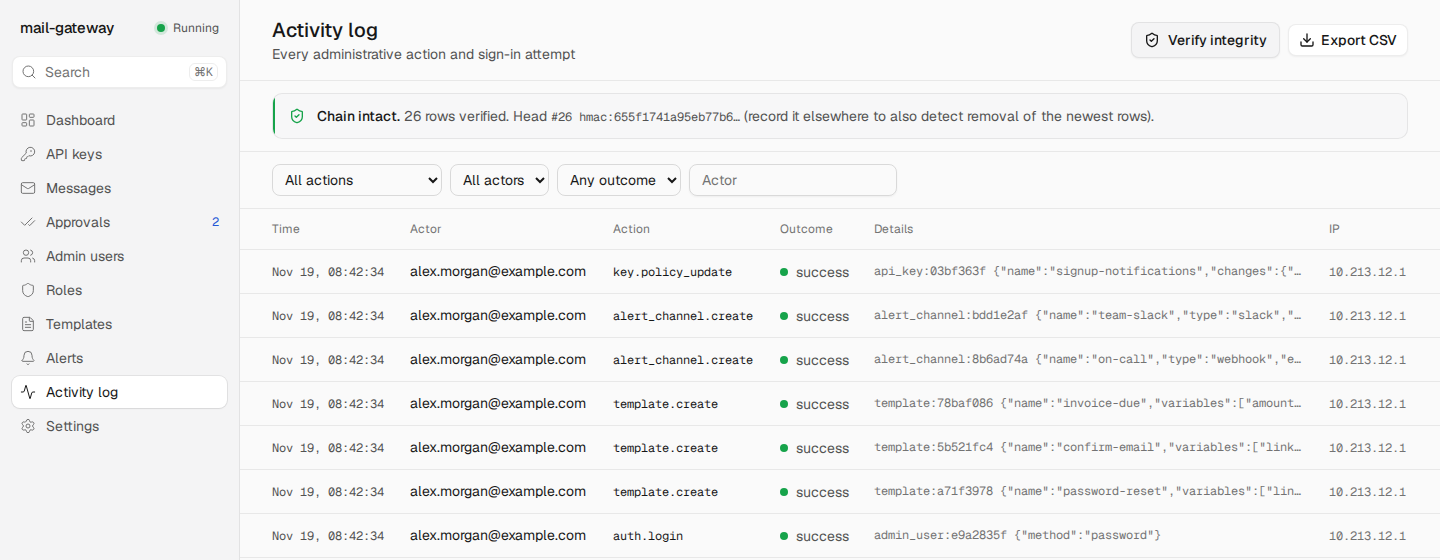 mail-gateway
Running
Search
⌘K
Dashboard
API keys
Messages
Approvals 2
Admin users
Roles
Templates
Alerts
Activity log
Settings
Activity log
Every administrative action and sign-in attempt
Verify integrity
Export CSV
Chain intact. 26 rows verified. Head #26 hmac:655f1741a95eb77b6… (record it elsewhere to also detect removal of the newest rows).
All actions
All actors
Any outcome
Actor
Time Actor Action Outcome Details IP
Nov 19, 08:42:34 alex.morgan@example.com key.policy_update success api_key:03bf363f {"name":"signup-notifications","changes":{"… 10.213.12.1
Nov 19, 08:42:34 alex.morgan@example.com alert_channel.create success alert_channel:bdd1e2af {"name":"team-slack","type":"slack","… 10.213.12.1
Nov 19, 08:42:34 alex.morgan@example.com alert_channel.create success alert_channel:8b6ad74a {"name":"on-call","type":"webhook","e… 10.213.12.1
Nov 19, 08:42:34 alex.morgan@example.com template.create success template:78baf086 {"name":"invoice-due","variables":["amount… 10.213.12.1
Nov 19, 08:42:34 alex.morgan@example.com template.create success template:5b521fc4 {"name":"confirm-email","variables":["link… 10.213.12.1
Nov 19, 08:42:34 alex.morgan@example.com template.create success template:a71f3978 {"name":"password-reset","variables":["lin… 10.213.12.1
Nov 19, 08:42:34 alex.morgan@example.com auth.login success admin_user:e9a2835f {"method":"password"} 10.213.12.1